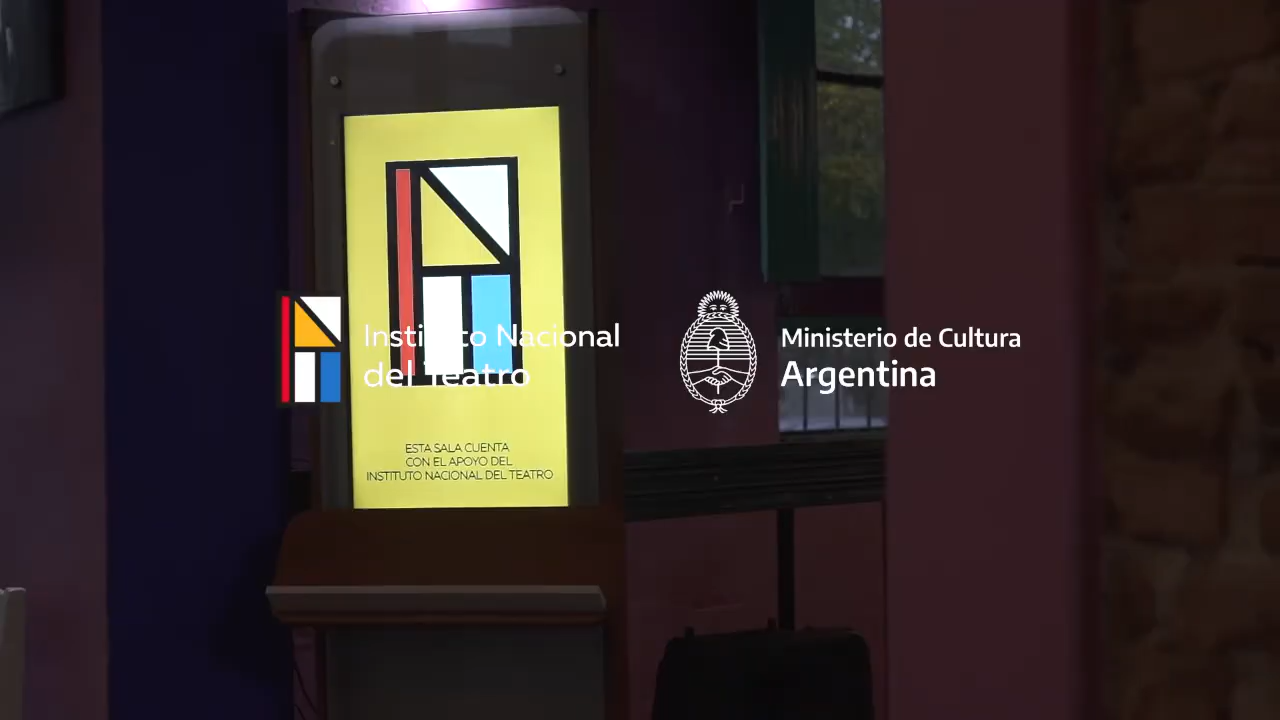 Instituto Nacional
del Teatro
Ministerio de Cultura
Argentina
ESTA SALA CUENTA
CON EL APOYO DEL
INSTITUTO NACIONAL DEL TEATRO